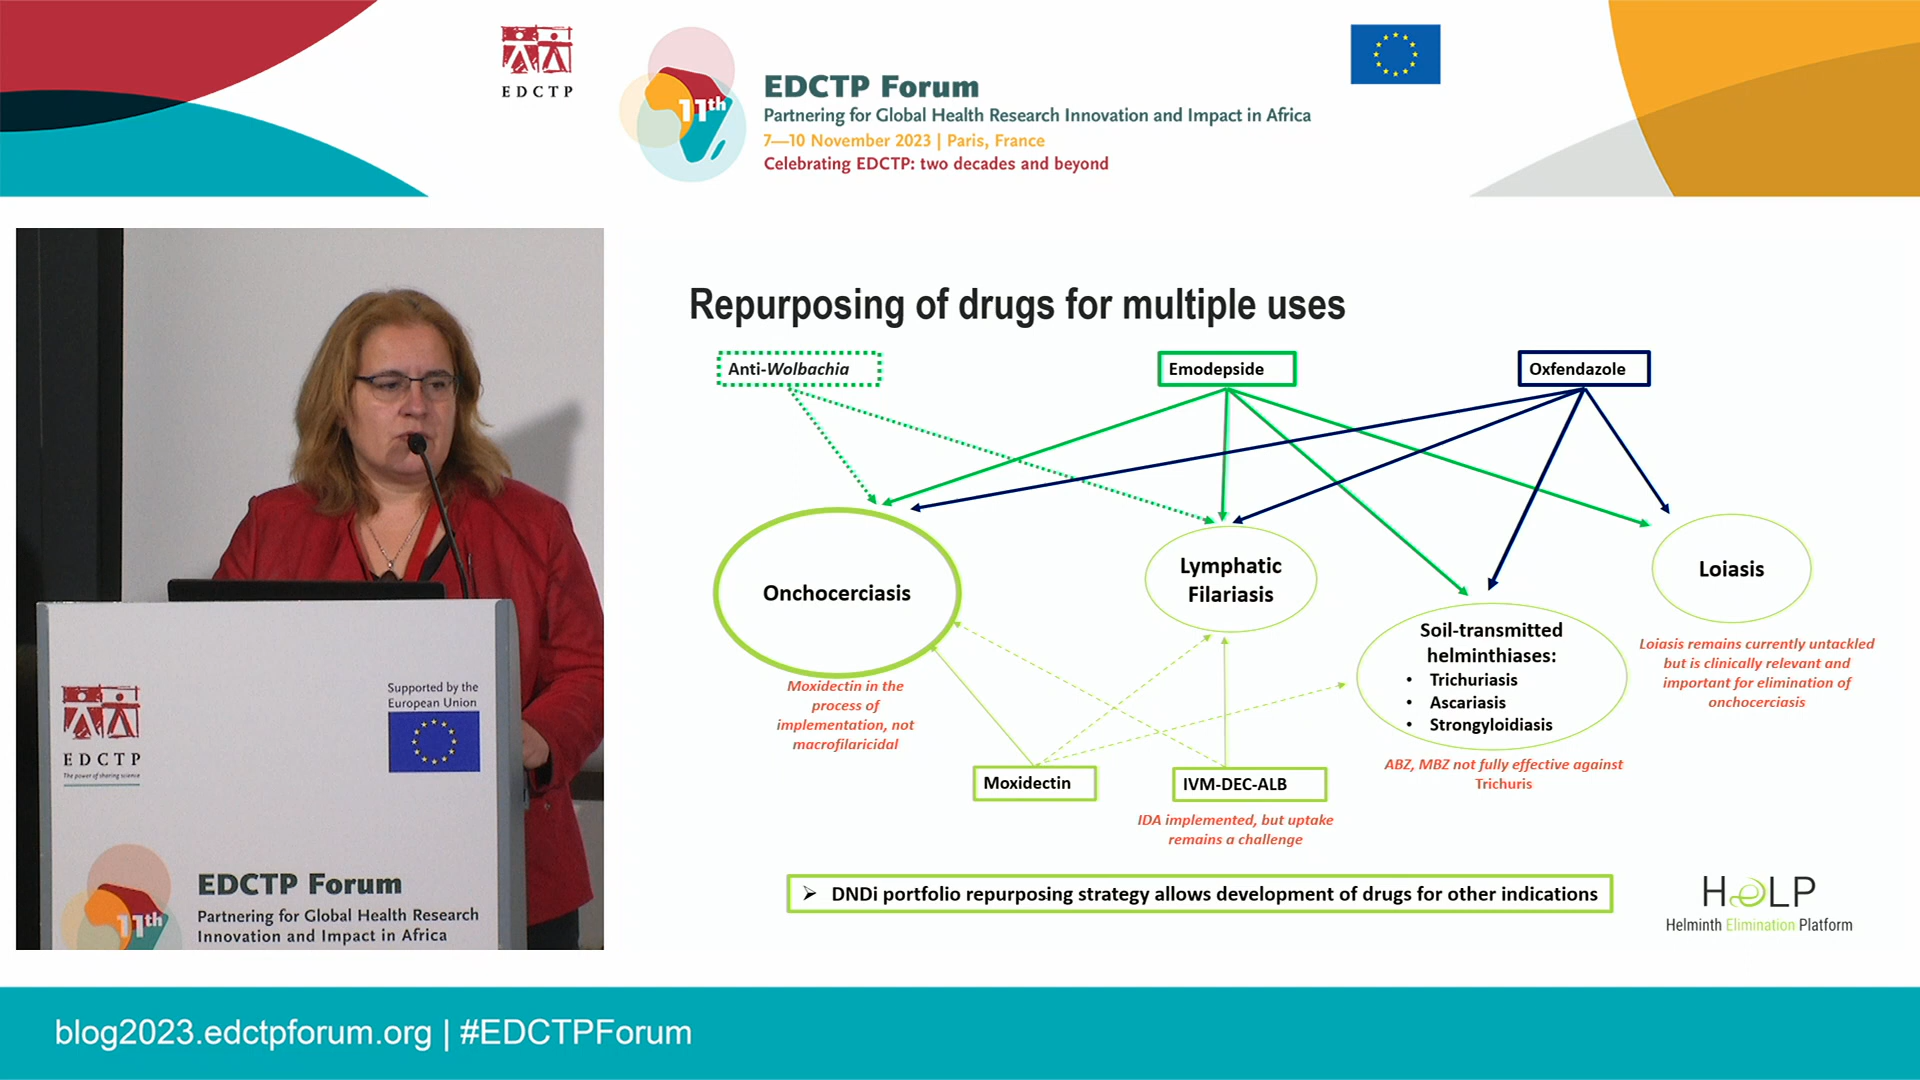 EDCTP
11th
EDCTP Forum
Partnering for Global Health Research Innovation and Impact in Africa
7—10 November 2023 | Paris, France
Celebrating EDCTP: two decades and beyond
Repurposing of drugs for multiple uses
Anti-Wolbachia
Emodepside
Oxfendazole
Onchocerciasis
Lymphatic
Filariasis
Loiasis
Soil-transmitted
helminthiases:
• Trichuriasis
• Ascariasis
• Strongyloidiasis
Loiasis remains currently untackled
but is clinically relevant and
important for elimination of
onchocerciasis
Moxidectin in the
process of
implementation, not
macrofilaricidal
ABZ, MBZ not fully effective against
Trichuris
Moxidectin
IVM-DEC-ALB
IDA implemented, but uptake
remains a challenge
➢ DNDi portfolio repurposing strategy allows development of drugs for other indications
HeLP
Helminth Elimination Platform
EDCTP
The power of sharing science
Supported by the
European Union
11th
EDCTP Forum
Partnering for Global Health Research
Innovation and Impact in Africa
blog2023.edctpforum.org | #EDCTPForum